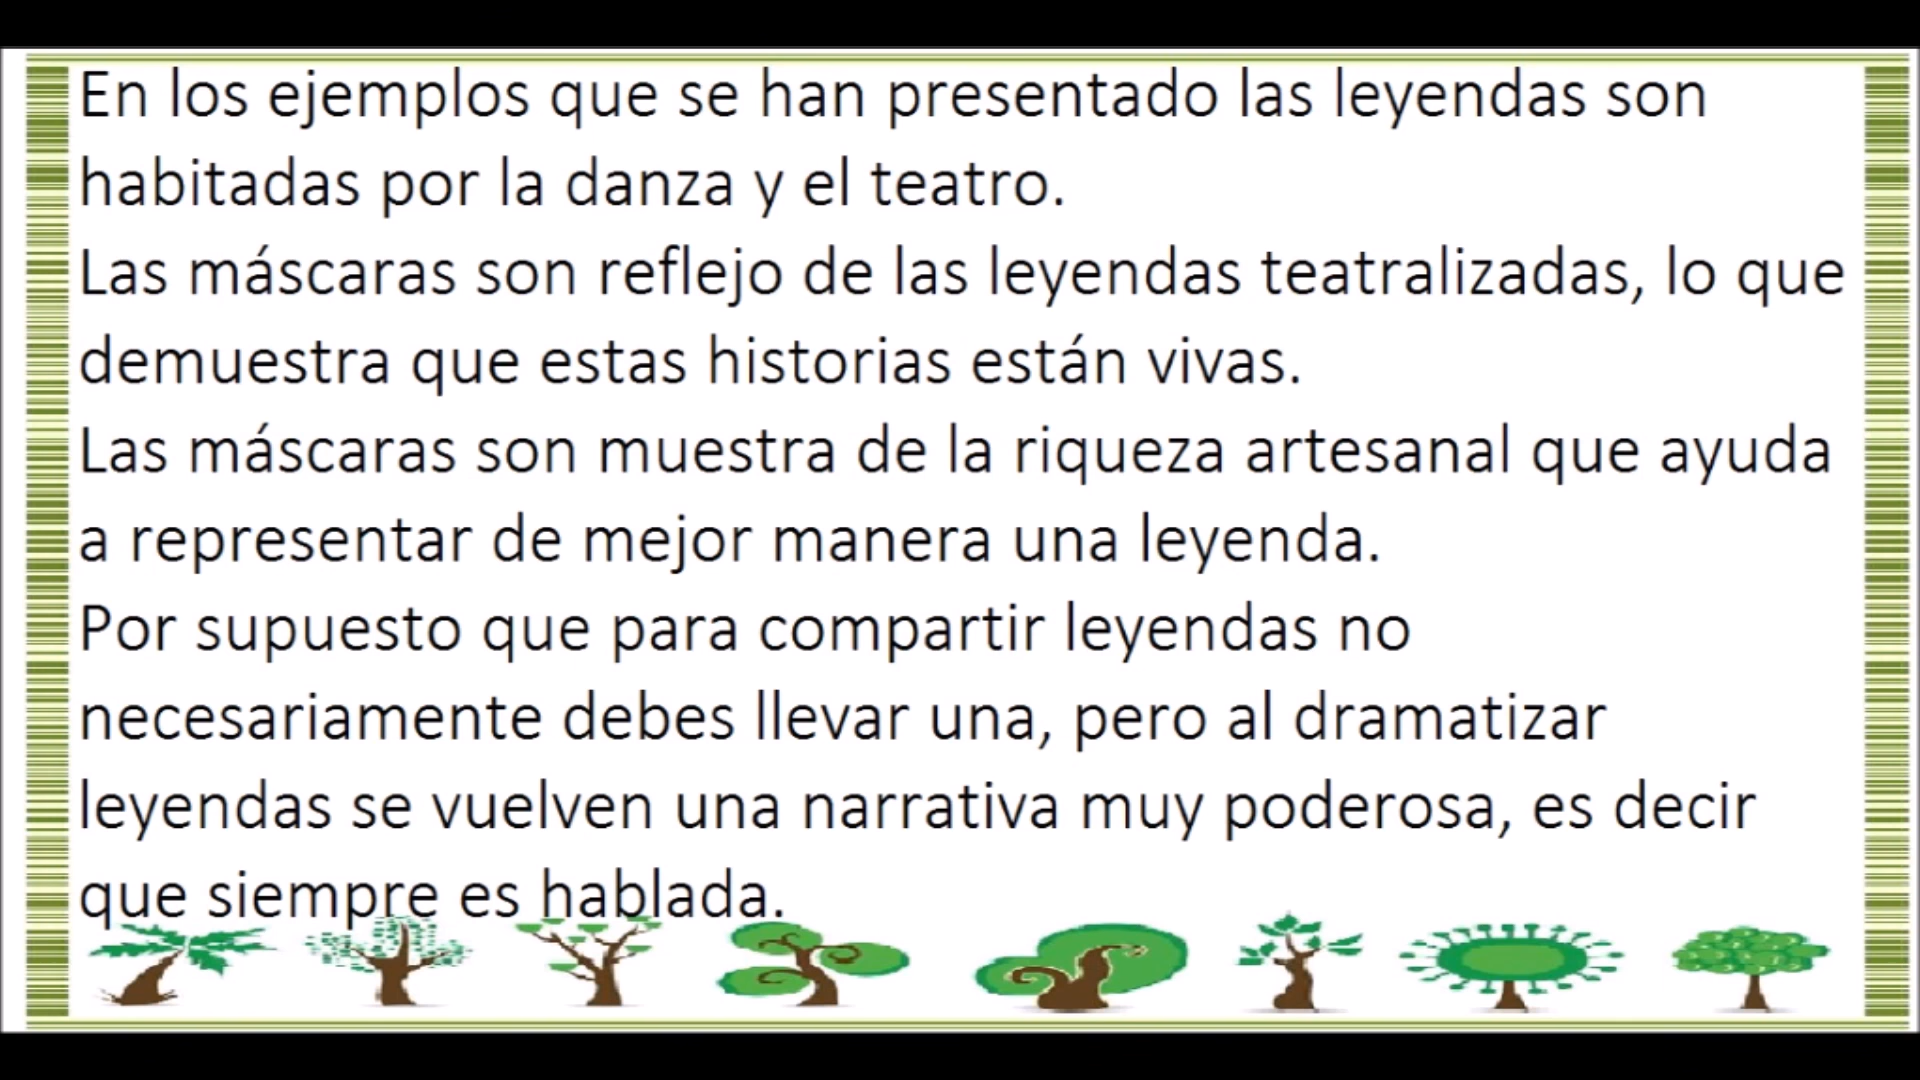 En los ejemplos que se han presentado las leyendas son
habitadas por la danza y el teatro.
Las máscaras son reflejo de las leyendas teatralizadas, lo que
demuestra que estas historias están vivas.
Las máscaras son muestra de la riqueza artesanal que ayuda
a representar de mejor manera una leyenda.
Por supuesto que para compartir leyendas no
necesariamente debes llevar una, pero al dramatizar
leyendas se vuelven una narrativa muy poderosa, es decir
que siempre es hablada.